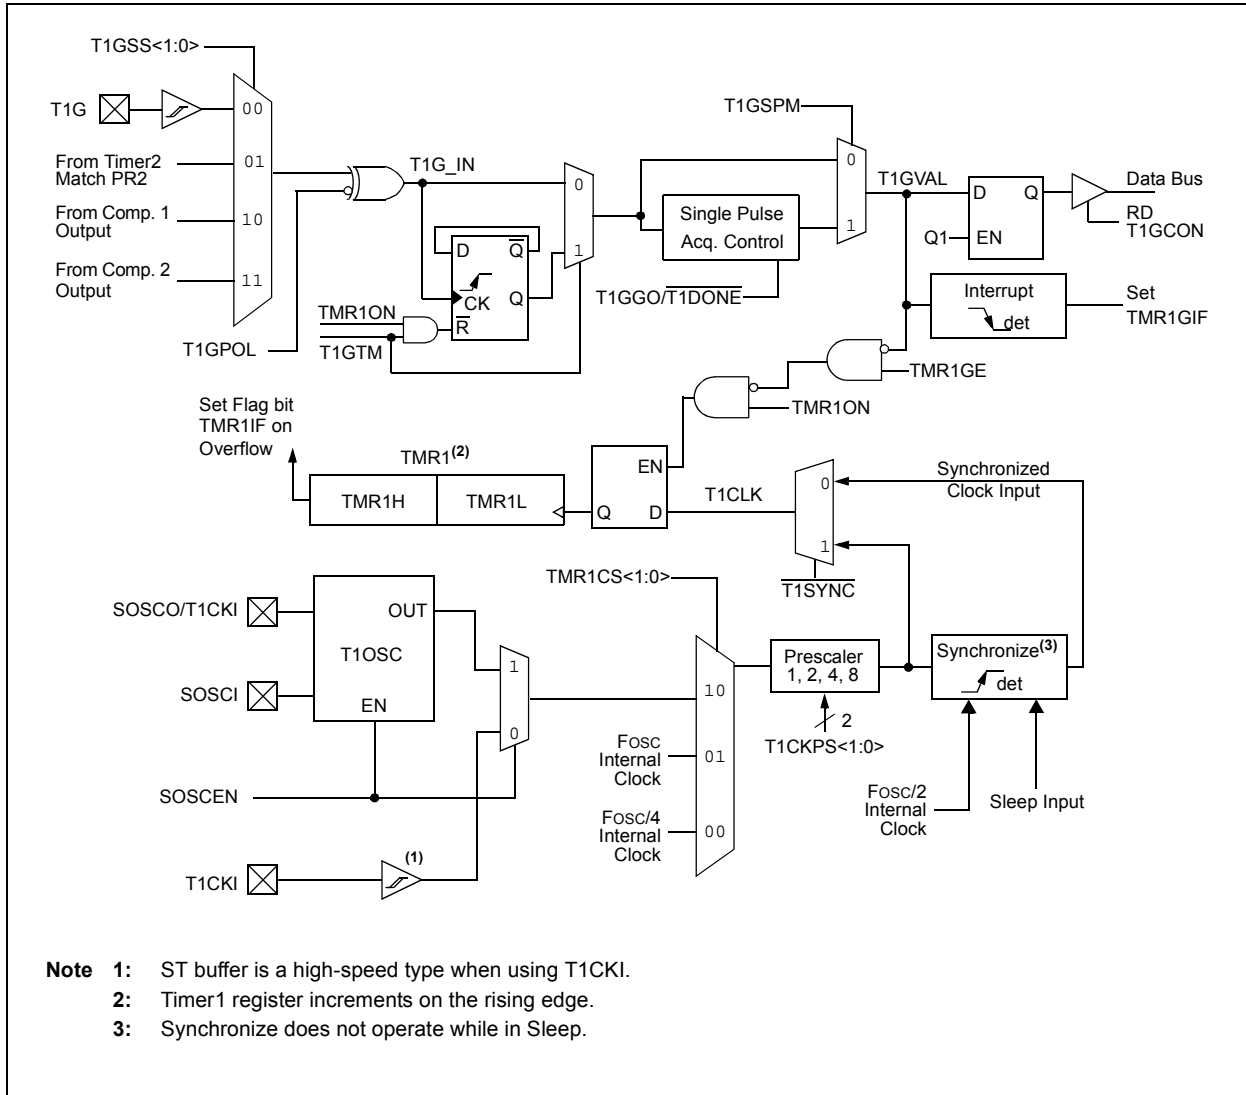 T1GSS<1:0>
T1G
00
From Timer2
Match PR2
01
From Comp. 1
Output
10
From Comp. 2
Output
11
T1GPOL
T1G_IN
0
1
D
Q
CK
Q
R
TMR1ON
T1GTM
T1GSPM
0
1
Single Pulse
Acq. Control
T1GGO/T1DONE
T1GVAL
D
Q
Q1
EN
Data Bus
RD
T1GCON
Interrupt
det
Set
TMR1GIF
TMR1GE
TMR1ON
Set Flag bit
TMR1IF on
Overflow
TMR1(2)
TMR1H
TMR1L
EN
Q
D
T1CLK
0
1
T1SYNC
Synchronized
Clock Input
TMR1CS<1:0>
SOSCO/T1CKI
OUT
T1OSC
SOSCI
EN
1
0
SOSCEN
T1CKI
(1)
10
FOSC
Internal
Clock
01
FOSC/4
Internal
Clock
00
Prescaler
1, 2, 4, 8
2
T1CKPS<1:0>
Synchronize(3)
det
FOSC/2
Internal
Clock
Sleep Input
Note 1: ST buffer is a high-speed type when using T1CKI.
2: Timer1 register increments on the rising edge.
3: Synchronize does not operate while in Sleep.